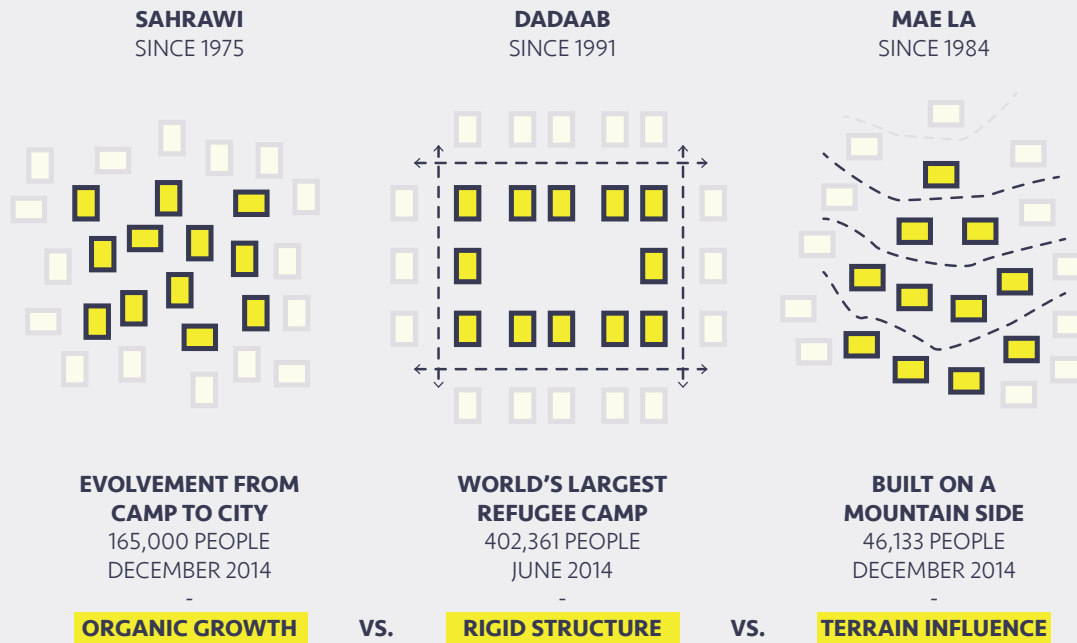 SAHRAWI
SINCE 1975
DADAAB
SINCE 1991
MAE LA
SINCE 1984
EVOLVEMENT FROM
CAMP TO CITY
165,000 PEOPLE
DECEMBER 2014
-
ORGANIC GROWTH
VS.
WORLD'S LARGEST
REFUGEE CAMP
402,361 PEOPLE
JUNE 2014
-
RIGID STRUCTURE
VS.
BUILT ON A
MOUNTAIN SIDE
46,133 PEOPLE
DECEMBER 2014
-
TERRAIN INFLUENCE